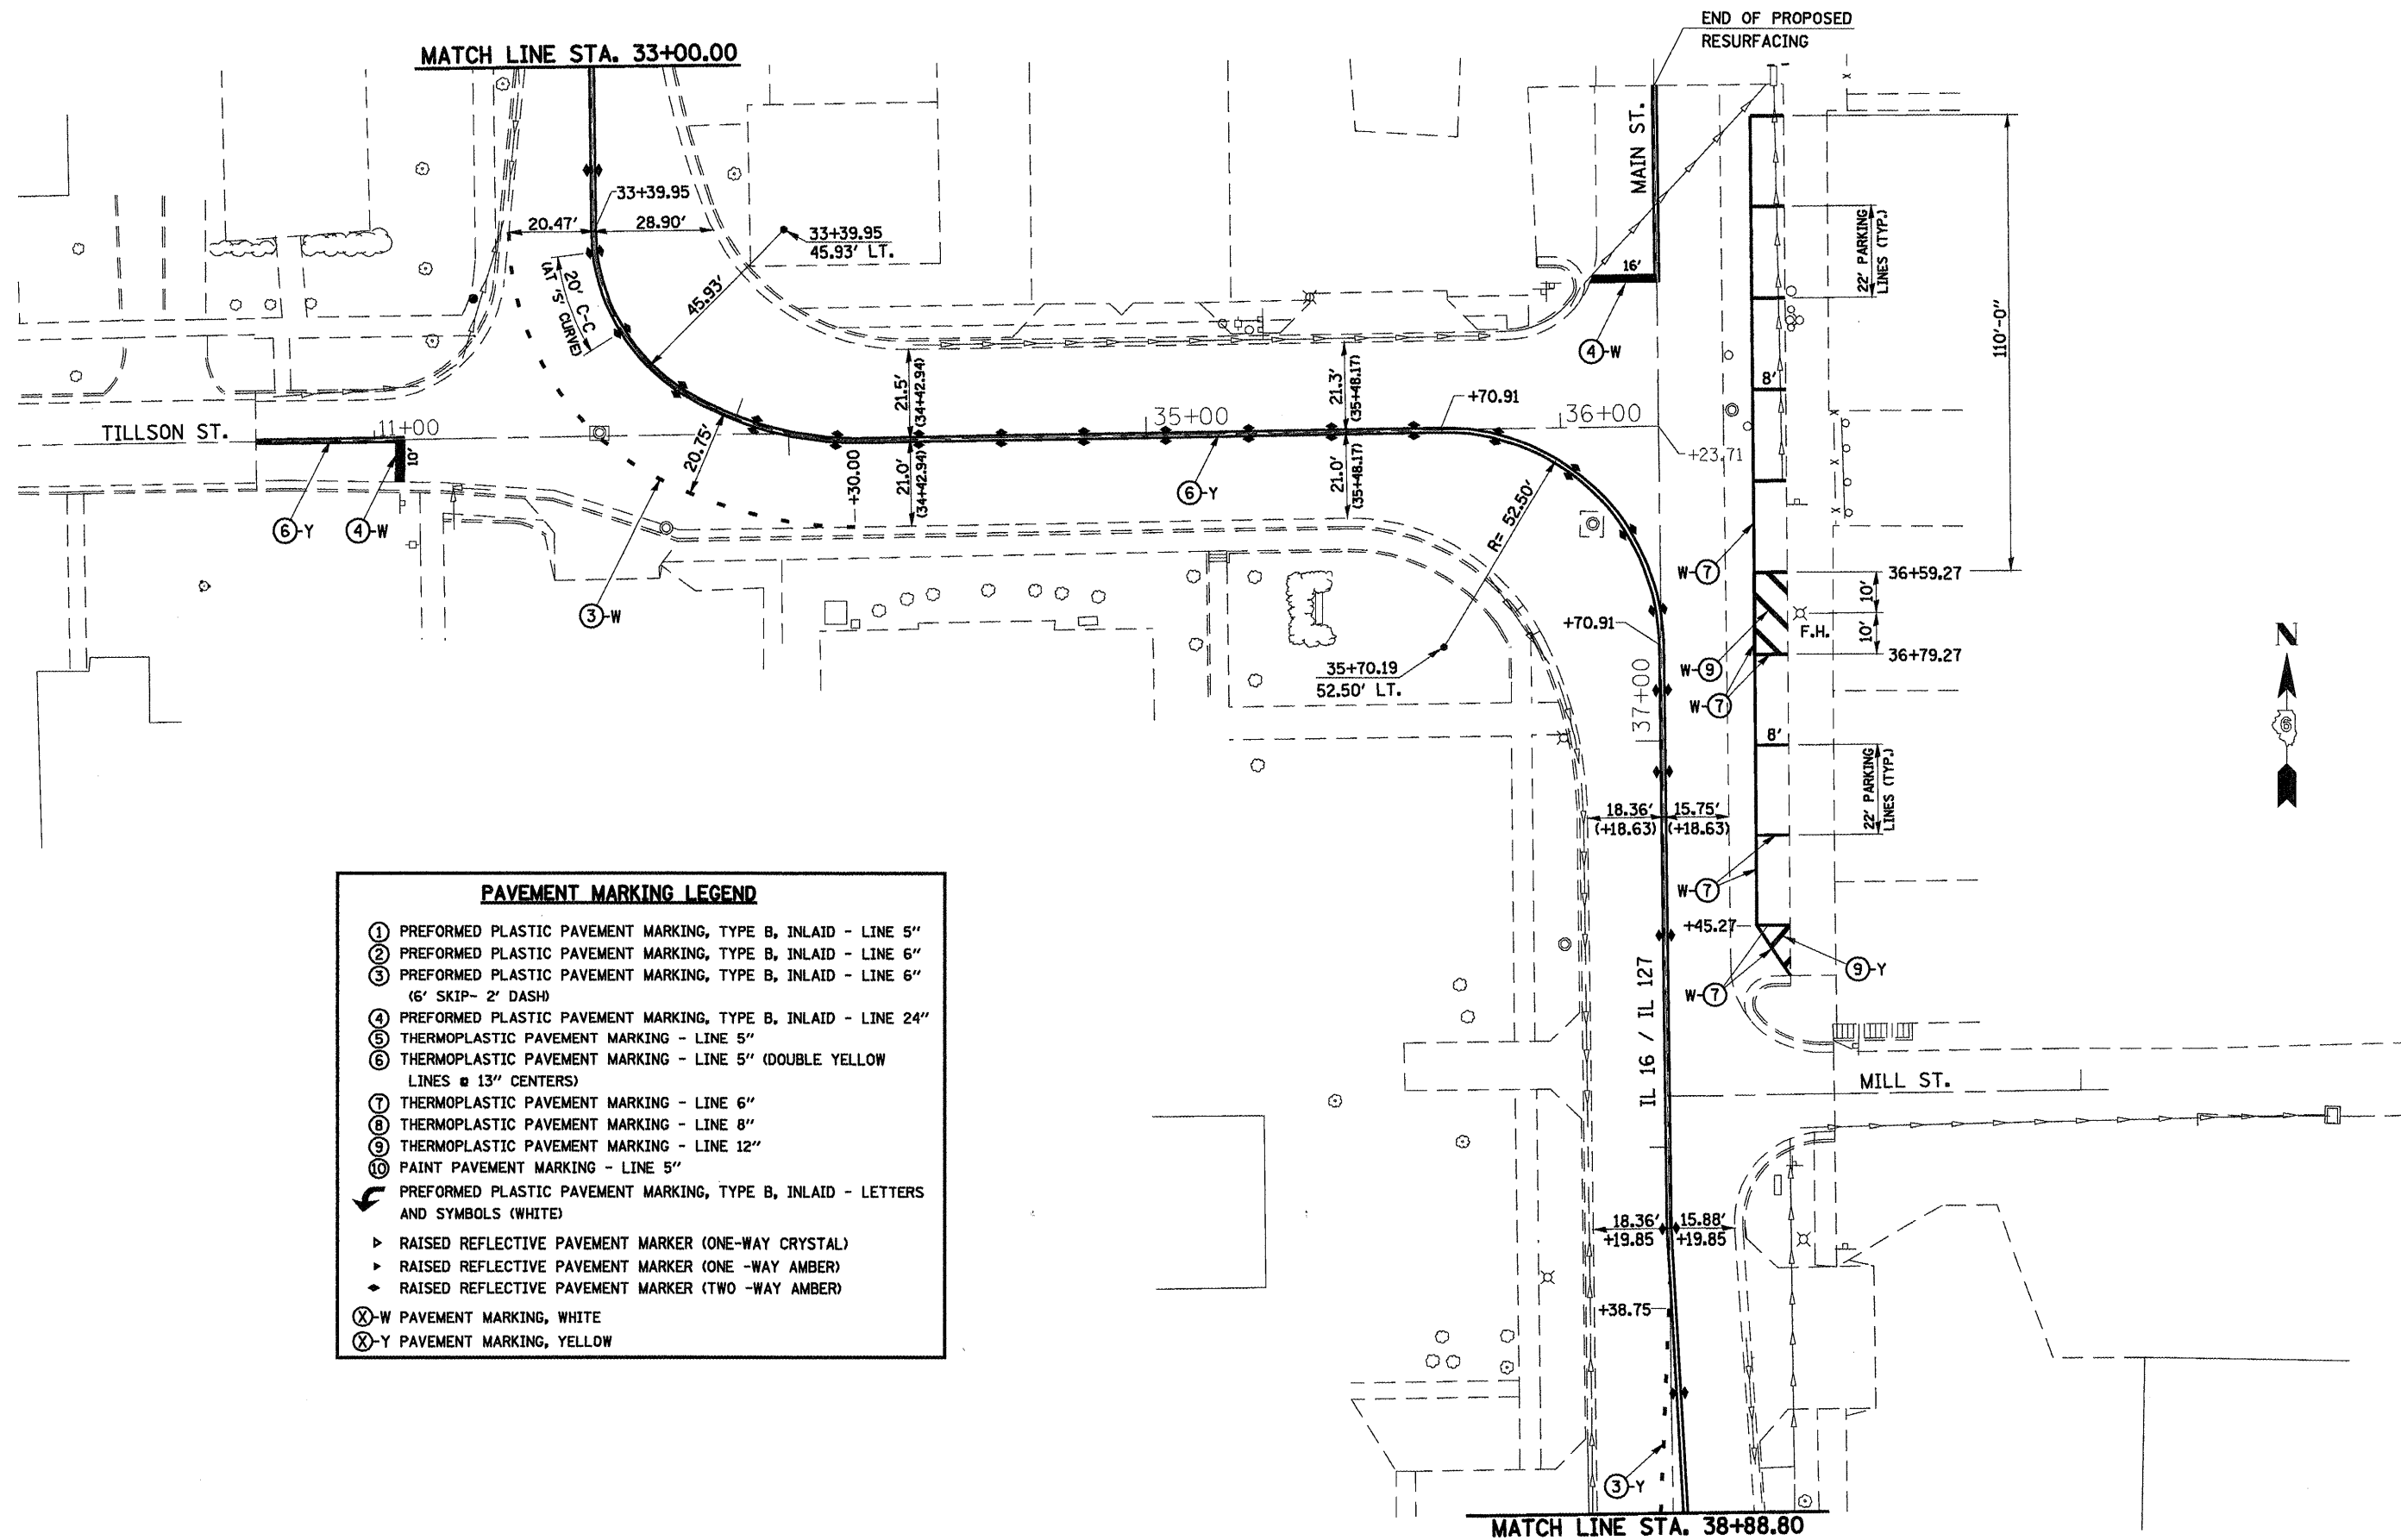 END OF PROPOSED
RESURFACING
MATCH LINE STA. 33+00.00
MAIN ST.
33+39.95
20.47'
28.90'
33+39.95
45.93' LT.
20' C-C
(AT 'S' CURVE)
45.93'
16'
22' PARKING
LINES (TYP.)
110'-0"
4-W
8'
21.5'
(34+42.94)
21.3'
(35+48.17)
+70.91
TILLSON ST.
11+00
35+00
36+00
+23.71
10'
20.75'
+30.00
21.0'
(34+42.94)
21.0'
(35+48.17)
6-Y
6-Y
4-W
R= 52.50'
3-W
W-7
36+59.27
10'
F.H.
10'
36+79.27
+70.91
W-9
W-7
35+70.19
52.50' LT.
37+00
N
6
8'
22' PARKING
LINES (TYP.)
18.36'
(+18.63)
15.75'
(+18.63)
W-7
+45.27
9-Y
W-7
IL 16 / IL 127
MILL ST.
18.36'
+19.85
15.88'
+19.85
+38.75
3-Y
MATCH LINE STA. 38+88.80
PAVEMENT MARKING LEGEND
1 PREFORMED PLASTIC PAVEMENT MARKING, TYPE B, INLAID - LINE 5"
2 PREFORMED PLASTIC PAVEMENT MARKING, TYPE B, INLAID - LINE 6"
3 PREFORMED PLASTIC PAVEMENT MARKING, TYPE B, INLAID - LINE 6"
(6' SKIP- 2' DASH)
4 PREFORMED PLASTIC PAVEMENT MARKING, TYPE B, INLAID - LINE 24"
5 THERMOPLASTIC PAVEMENT MARKING - LINE 5"
6 THERMOPLASTIC PAVEMENT MARKING - LINE 5" (DOUBLE YELLOW
LINES @ 13" CENTERS)
7 THERMOPLASTIC PAVEMENT MARKING - LINE 6"
8 THERMOPLASTIC PAVEMENT MARKING - LINE 8"
9 THERMOPLASTIC PAVEMENT MARKING - LINE 12"
10 PAINT PAVEMENT MARKING - LINE 5"
PREFORMED PLASTIC PAVEMENT MARKING, TYPE B, INLAID - LETTERS
AND SYMBOLS (WHITE)
RAISED REFLECTIVE PAVEMENT MARKER (ONE-WAY CRYSTAL)
RAISED REFLECTIVE PAVEMENT MARKER (ONE -WAY AMBER)
RAISED REFLECTIVE PAVEMENT MARKER (TWO -WAY AMBER)
X-W PAVEMENT MARKING, WHITE
X-Y PAVEMENT MARKING, YELLOW